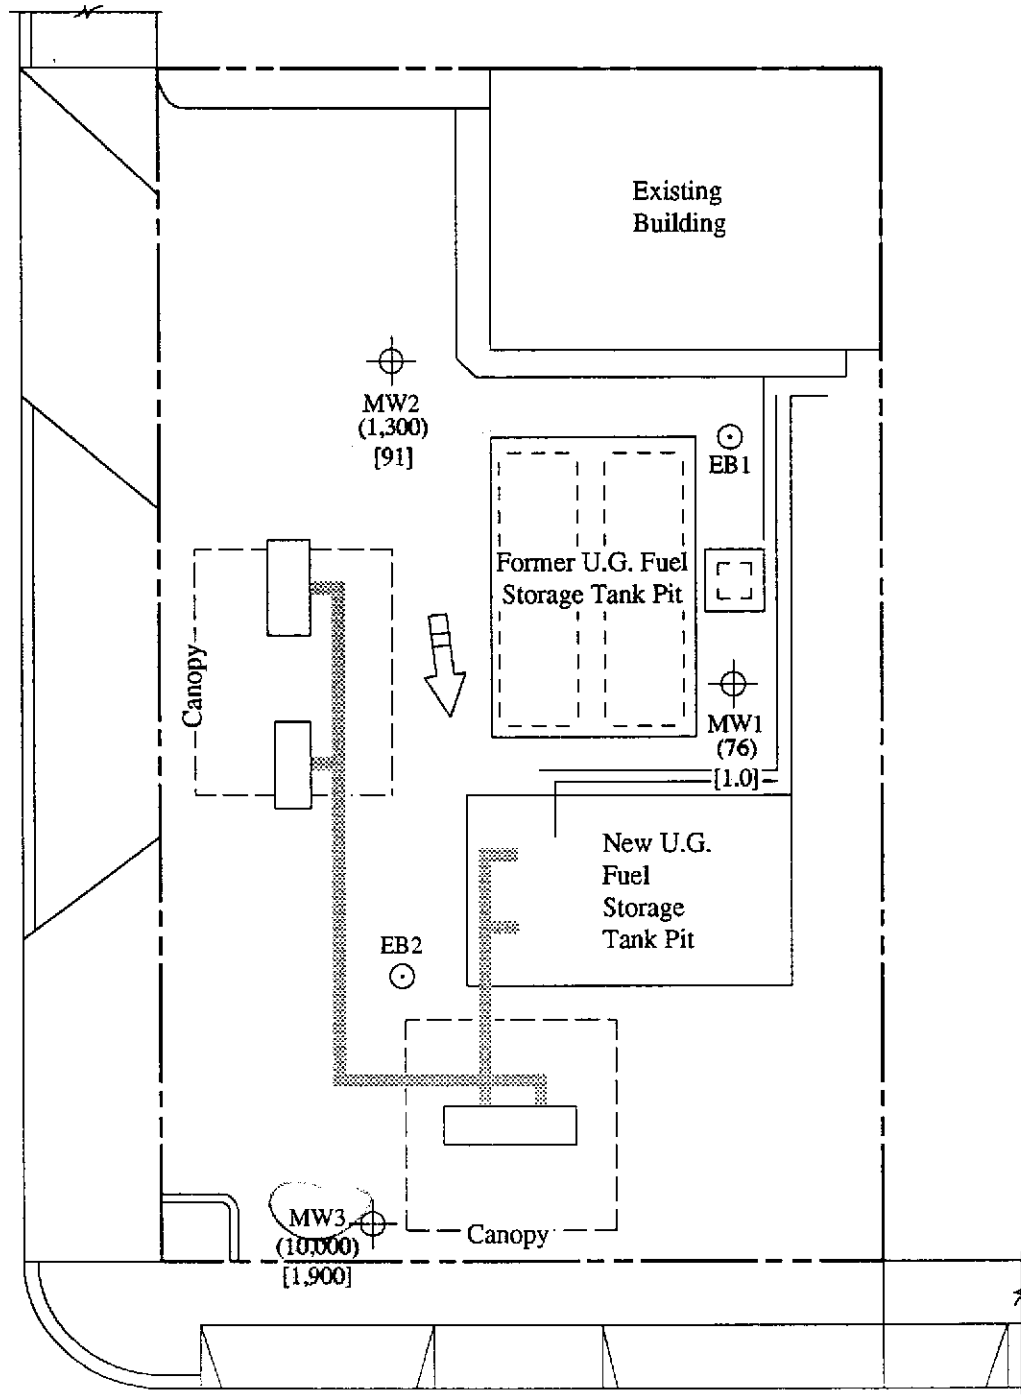 Existing
Building
MW2
(1,300)
[91]
EB1
Former U.G. Fuel
Storage Tank Pit
Canopy
MW1
(76)
[1.0]
New U.G.
Fuel
Storage
Tank Pit
EB2
MW3
(10,000)
[1,900]
Canopy